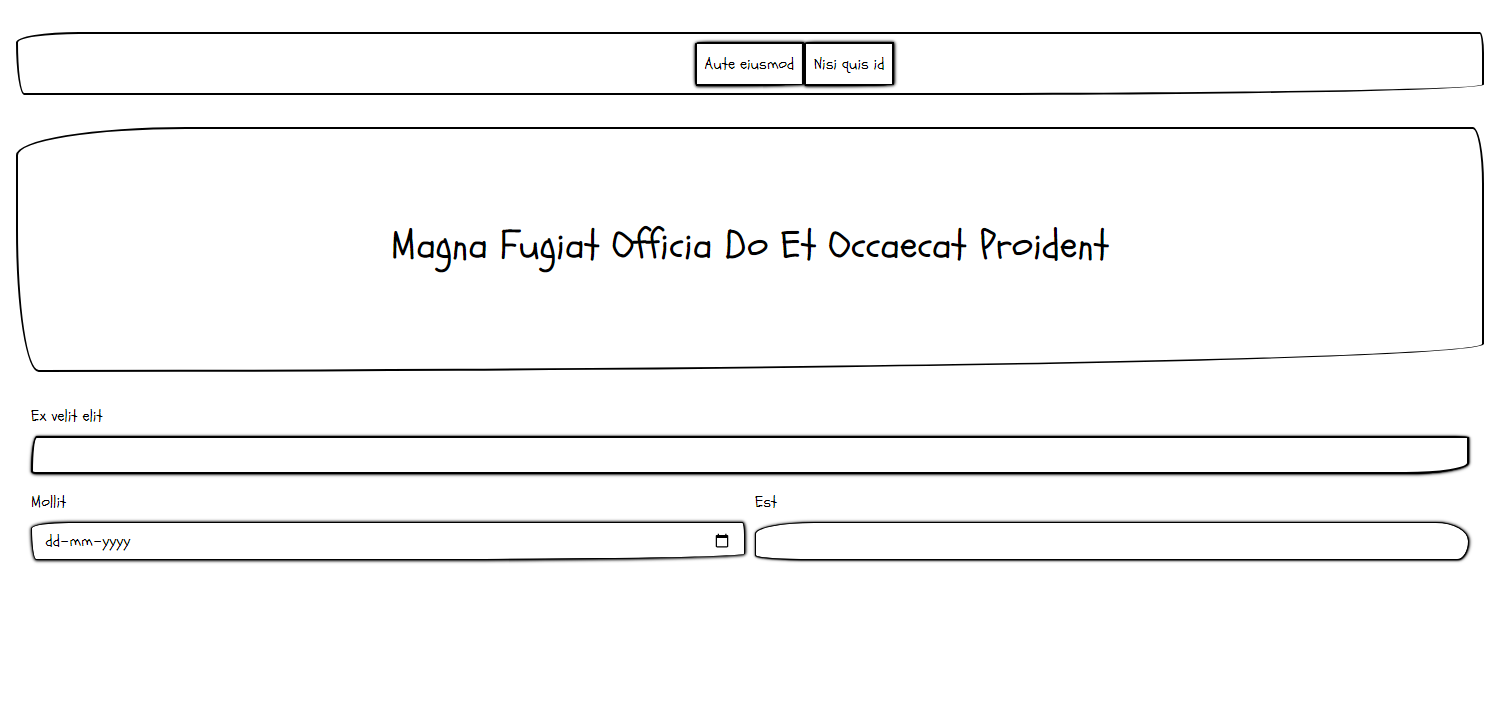 Aute eiusmod Nisi quis id
Magna Fugiat Officia Do Et Occaecat Proident
Ex velit elit
Mollit Est
dd-mm-yyyy